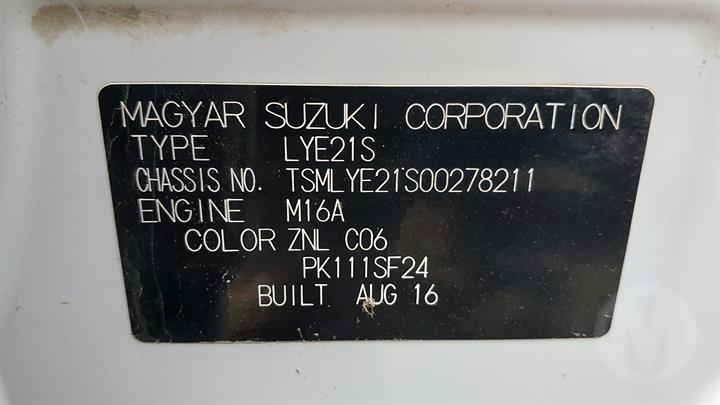 MAGYAR SUZUKI CORPORATION
TYPE LYE21S
CHASSIS NO. TSMLYE21S00278211
ENGINE M16A
COLOR ZNL C06
PK111SF24
BUILT AUG 16